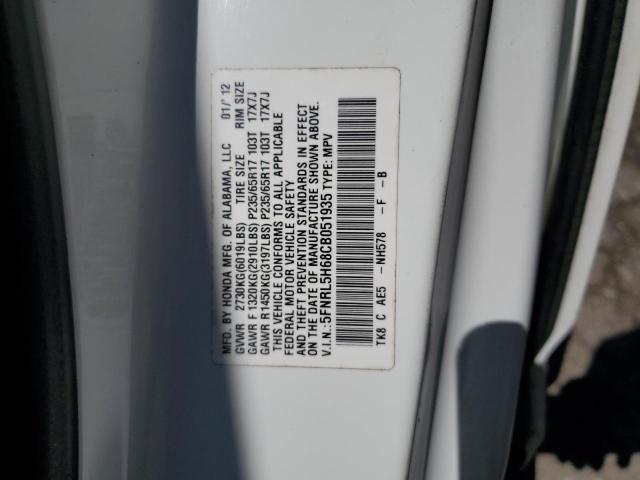 MFD. BY HONDA MFG. OF ALABAMA, LLC 01/'12
GVWR 2730KG(6019LBS) TIRE SIZE RIM SIZE
GAWR F 1320KG(2910LBS) P235/65R17 103T 17X7J
GAWR R1450KG(3197LBS) P235/65R17 103T 17X7J
THIS VEHICLE CONFORMS TO ALL APPLICABLE
FEDERAL MOTOR VEHICLE SAFETY
AND THEFT PREVENTION STANDARDS IN EFFECT
ON THE DATE OF MANUFACTURE SHOWN ABOVE.
V.I.N.:5FNRL5H68CB051935 TYPE: MPV
TK8 C AE5 -NH578 -F -B